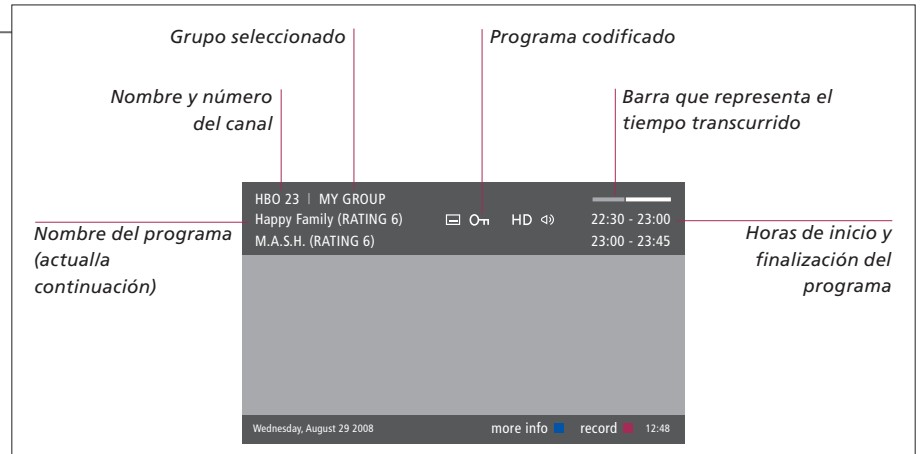 Grupo seleccionado
Programa codificado
Nombre y número
del canal
Barra que representa el
tiempo transcurrido
HBO 23 | MY GROUP
Happy Family (RATING 6) HD 22:30 - 23:00
M.A.S.H. (RATING 6) 23:00 - 23:45
Nombre del programa
(actualla
continuación)
Horas de inicio y
finalización del
programa
Wednesday, August 29 2008 more info record 12:48